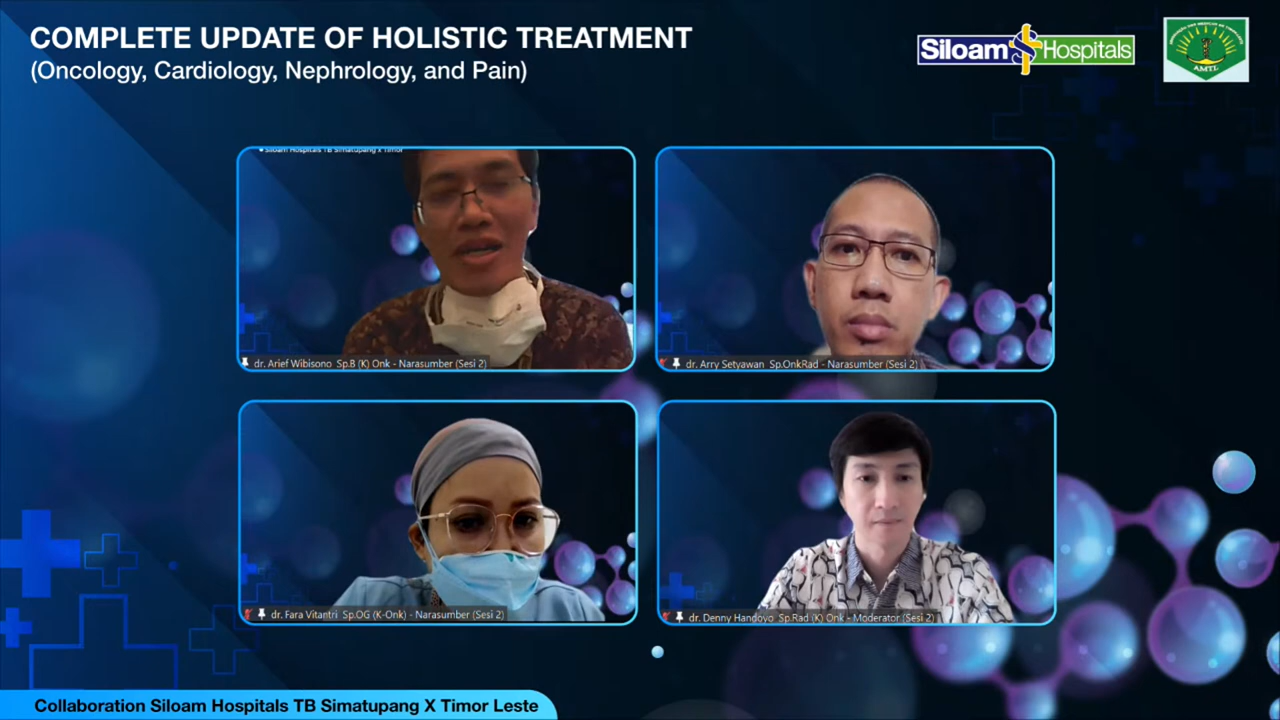 COMPLETE UPDATE OF HOLISTIC TREATMENT
(Oncology, Cardiology, Nephrology, and Pain)
Siloam Hospitals
AMTL
Siloam Hospitals TB Simatupang X Timor
dr. Arief Wibisono Sp.B (K) Onk - Narasumber (Sesi 2)
dr. Arry Setyawan Sp.OnkRad - Narasumber (Sesi 2)
dr. Fara Vitantri Sp.OG (K-Onk) - Narasumber (Sesi 2)
dr. Denny Handoyo Sp.Rad (K) Onk - Moderator (Sesi 2)
Collaboration Siloam Hospitals TB Simatupang X Timor Leste